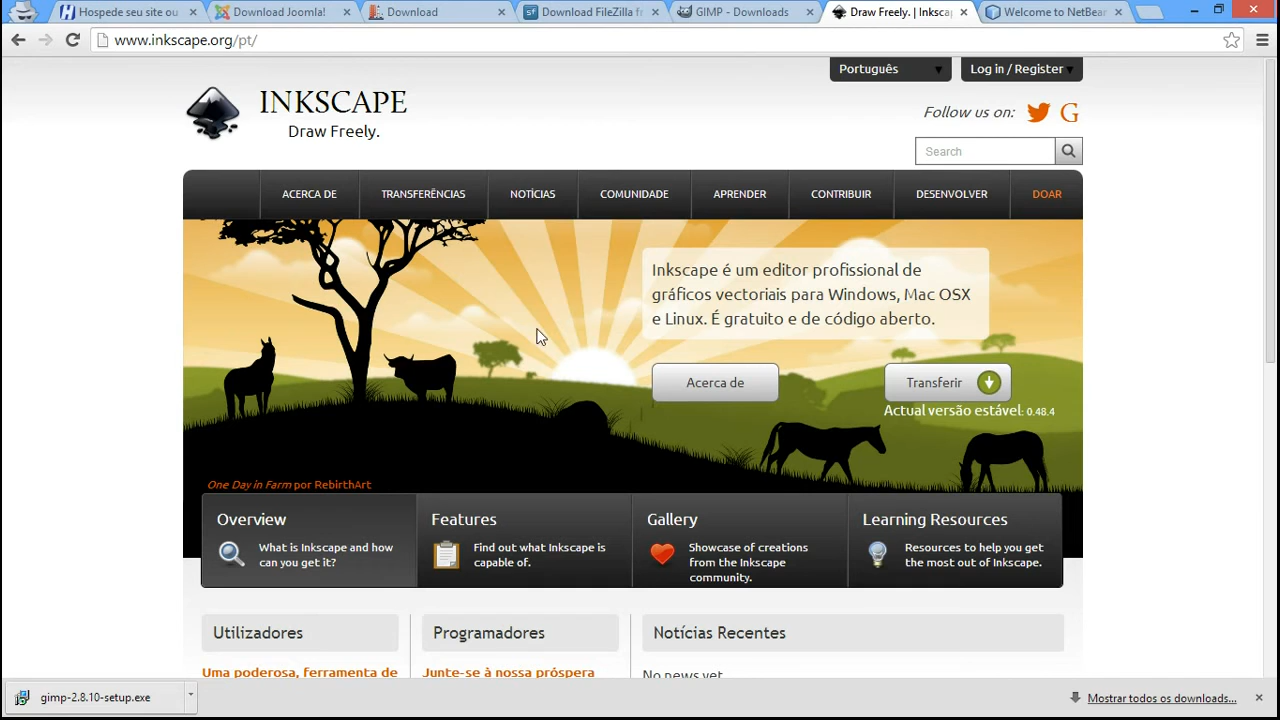 Hospede seu site ou
Download Joomla!
Download
Download FileZilla f
GIMP - Downloads
Draw Freely. | Inksca
Welcome to NetBea
www.inkscape.org/pt/
Português
Log in / Register
INKSCAPE
Draw Freely.
Follow us on:
G
Search
ACERCA DE
TRANSFERÊNCIAS
NOTÍCIAS
COMUNIDADE
APRENDER
CONTRIBUIR
DESENVOLVER
DOAR
Inkscape é um editor profissional de
gráficos vectoriais para Windows, Mac OSX
e Linux. É gratuito e de código aberto.
Acerca de
Transferir
Actual versão estável: 0.48.4
One Day in Farm por RebirthArt
Overview
What is Inkscape and how
can you get it?
Features
Find out what Inkscape is
capable of.
Gallery
Showcase of creations
from the Inkscape
community.
Learning Resources
Resources to help you get
the most out of Inkscape.
Utilizadores
Programadores
Notícias Recentes
Uma poderosa, ferramenta de
Junte-se à nossa próspera
No news yet
gimp-2.8.10-setup.exe
Mostrar todos os downloads...